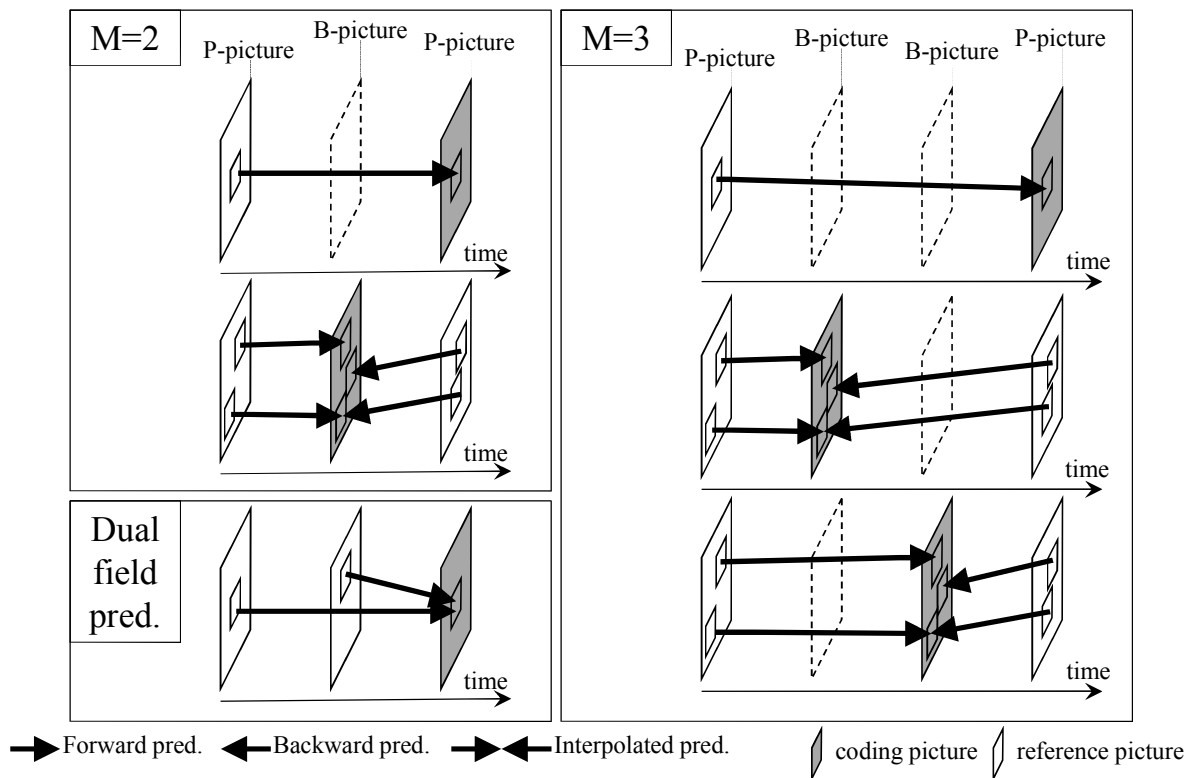 M=2
P-picture
B-picture
P-picture
time
time
Dual
field
pred.
time
M=3
P-picture
B-picture
B-picture
P-picture
time
time
time
Forward pred.
Backward pred.
Interpolated pred.
coding picture
reference picture